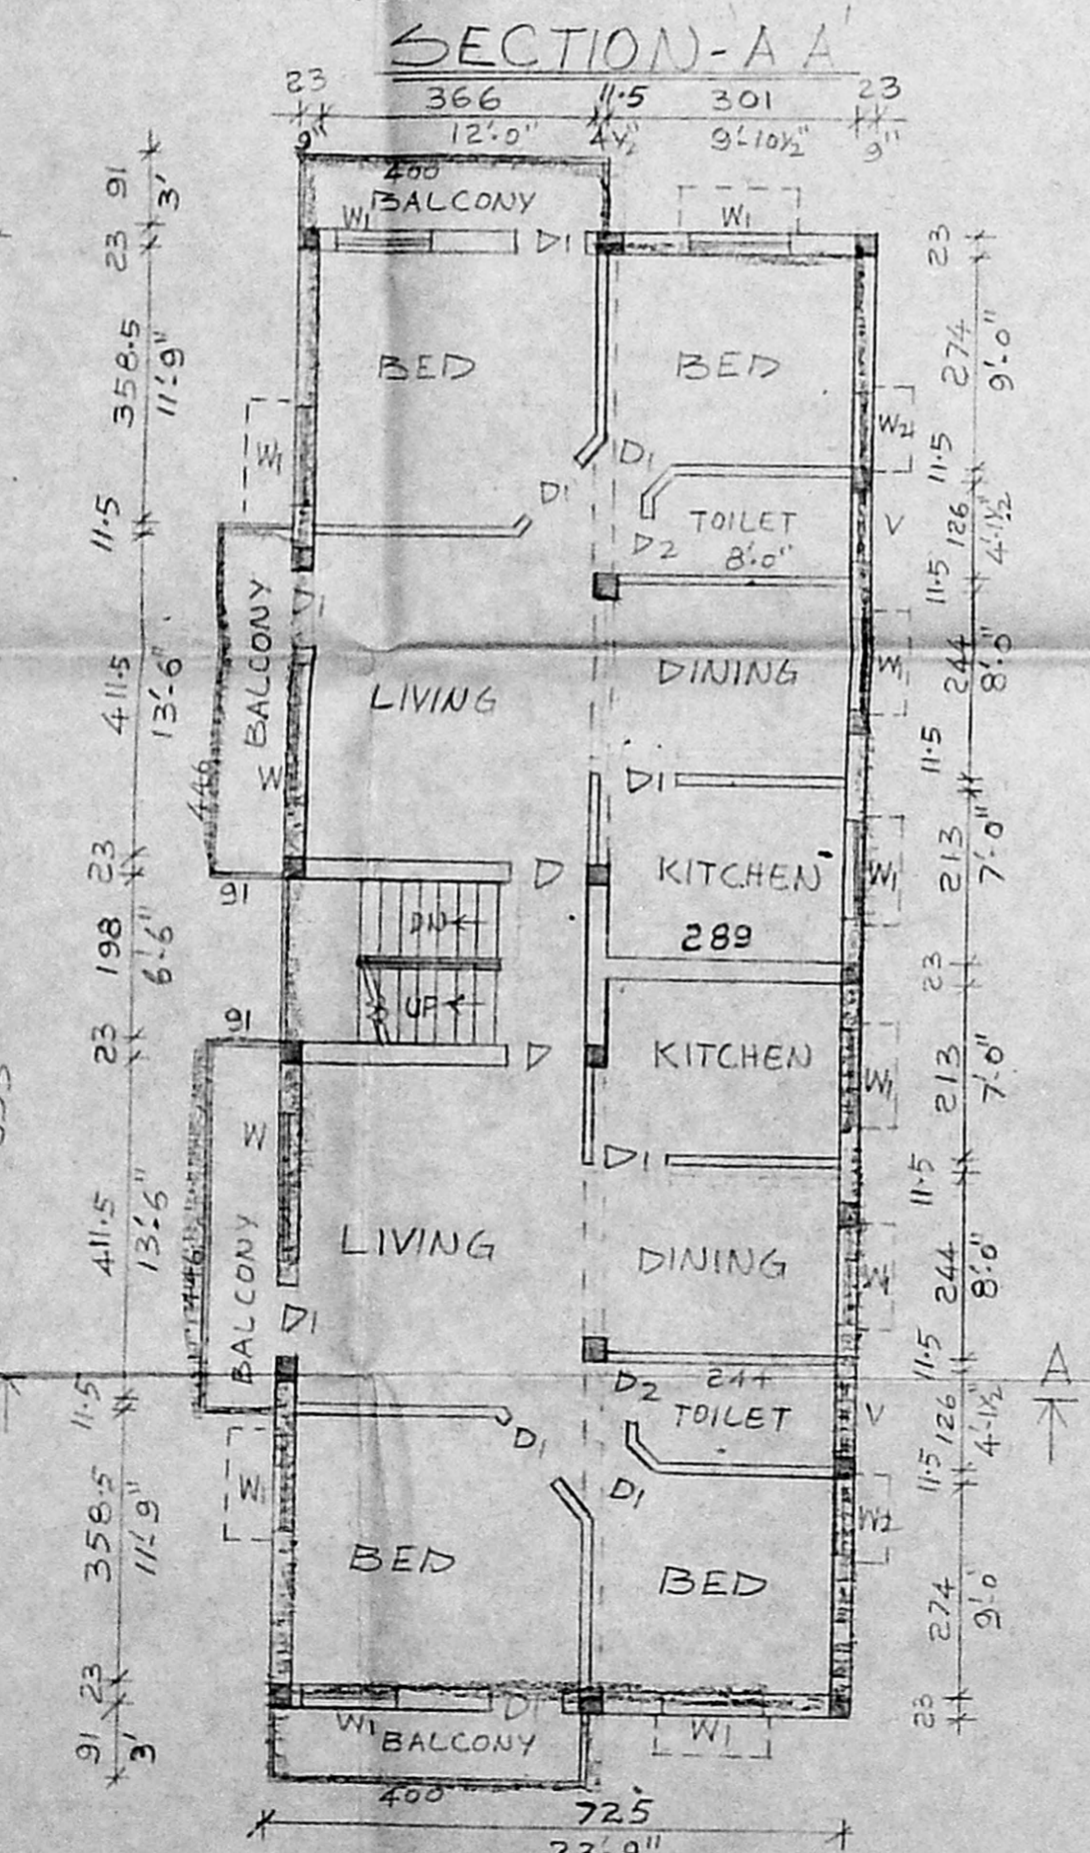 SECTION-A A'
23 366 11.5 301 23
9" 12'-0" 4½" 9'-10½" 9"
91 3' 400
BALCONY
W1 W1
23 D1 23
358.5 11'-9" BED BED 274 9'-0"
W1 W2
D1 11.5
D1
11.5 TOILET V 126 4'-1½"
D2 8'-0"
11.5
D1
BALCONY
411.5 13'-6" LIVING DINING W1 244 8'-0"
W
446 D1 11.5
23 D KITCHEN W1 213 7'-0"
91
198 6'-6" DN 289
23
UP
91
23 D KITCHEN W1 213 7'-0"
W
D1 11.5
411.5 13'-6" LIVING DINING W1 244 8'-0"
446 BALCONY
D1
11.5 A
D2 244
11.5 TOILET V 126 4'-1½"
D1
D1 11.5
W W2
358.5 11'-9" BED BED 274 9'-0"
23 D1 23
W1 W1
91 3' BALCONY
400
725